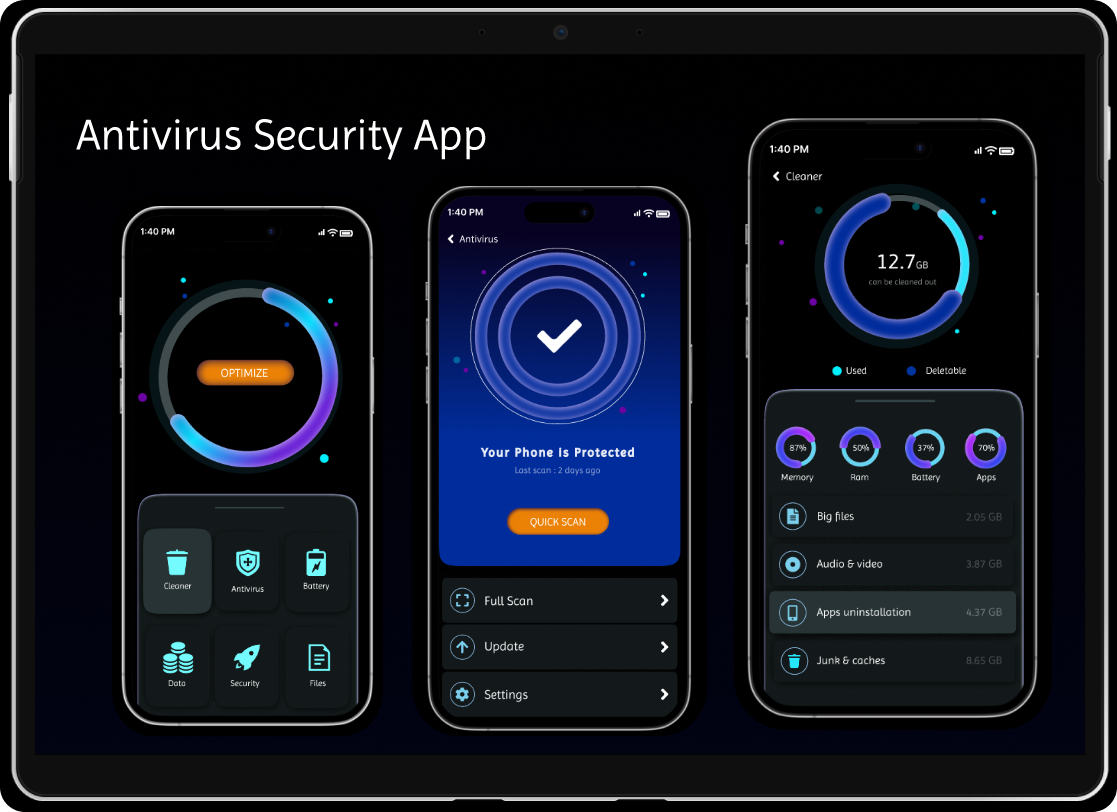 Antivirus Security App
1:40 PM
OPTIMIZE
Cleaner
Antivirus
Battery
Data
Security
Files
1:40 PM
Antivirus
Your Phone Is Protected
Last scan : 2 days ago
QUICK SCAN
Full Scan
Update
Settings
1:40 PM
Cleaner
12.7GB
can be cleaned out
Used Deletable
87% 50% 37% 70%
Memory Ram Battery Apps
Big files 2.05 GB
Audio & video 3.87 GB
Apps uninstallation 4.37 GB
Junk & caches 8.65 GB